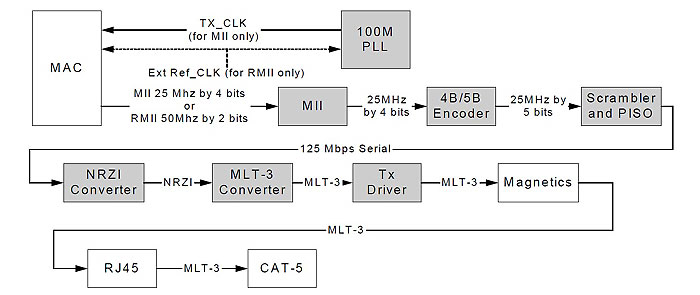 TX_CLK
(for MII only)
100M
PLL
MAC
Ext Ref_CLK (for RMII only)
MII 25 Mhz by 4 bits
or
RMII 50Mhz by 2 bits
MII
25MHz
by 4 bits
4B/5B
Encoder
25MHz by
5 bits
Scrambler
and PISO
125 Mbps Serial
NRZI
Converter
NRZI
MLT-3
Converter
MLT-3
Tx
Driver
MLT-3
Magnetics
MLT-3
RJ45
MLT-3
CAT-5